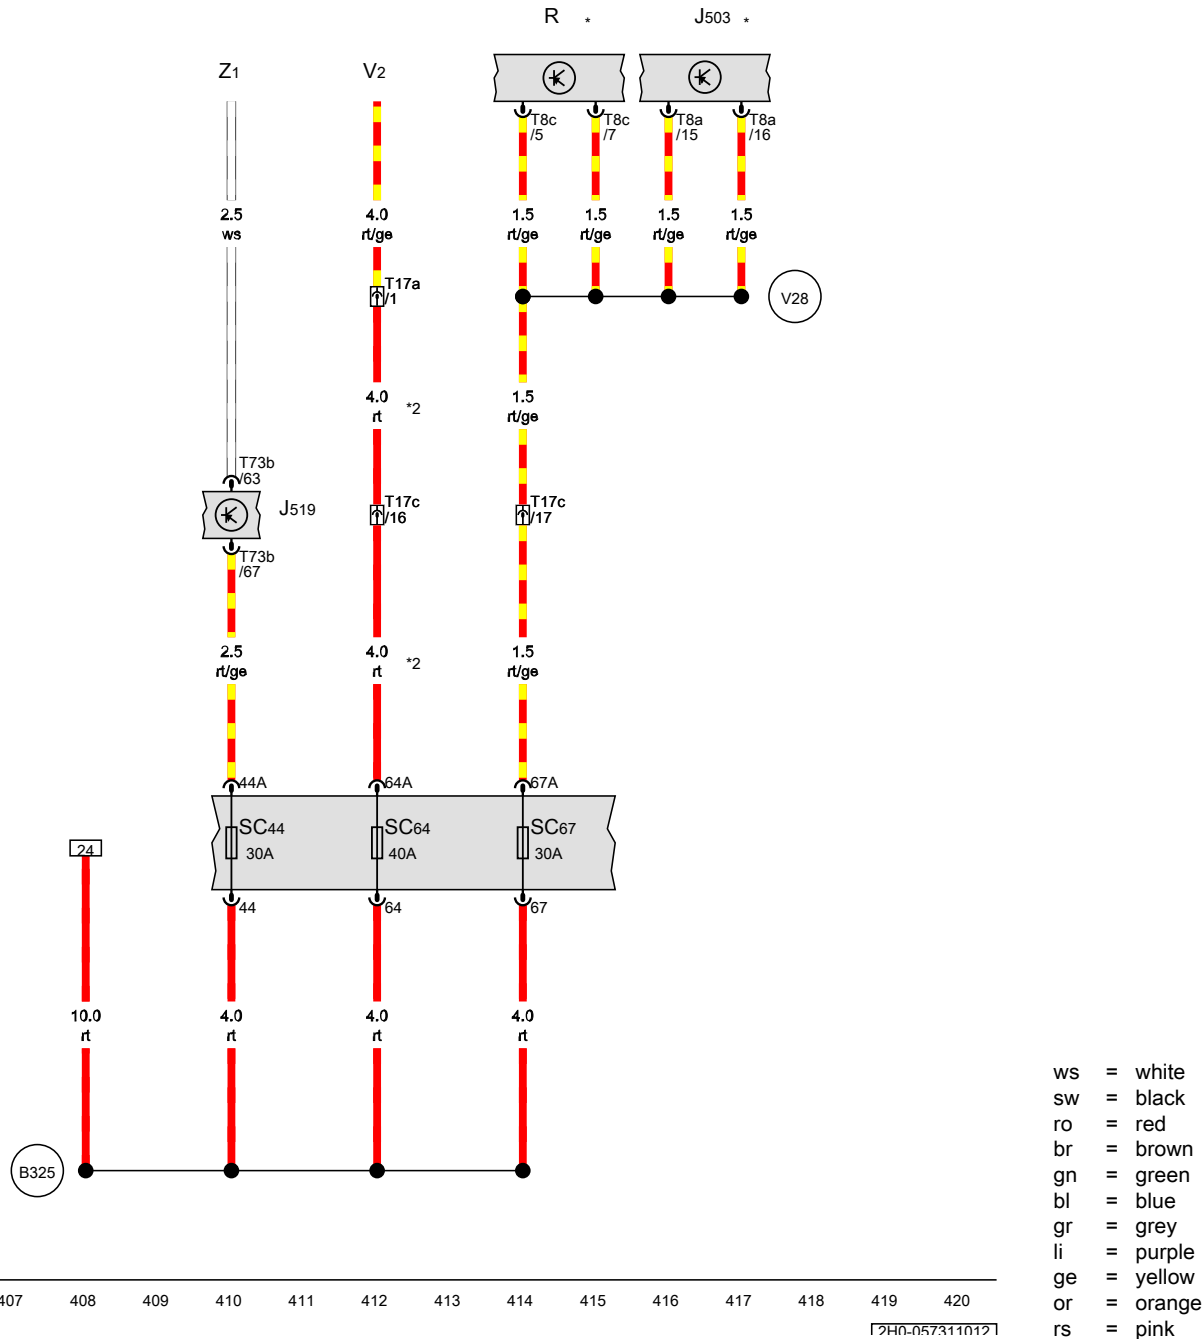 R * J503 *
Z1 V2
T8c /5
T8c /7
T8a /15
T8a /16
2.5 ws
4.0 rt/ge
1.5 rt/ge
1.5 rt/ge
1.5 rt/ge
1.5 rt/ge
T17a /1
V28
4.0 rt *2
1.5 rt/ge
T73b /63
J519
T17c /16
T17c /17
T73b /67
2.5 rt/ge
4.0 rt *2
1.5 rt/ge
44A 64A 67A
SC44 30A
SC64 40A
SC67 30A
24
44 64 67
10.0 rt
4.0 rt
4.0 rt
4.0 rt
B325
407 408 409 410 411 412 413 414 415 416 417 418 419 420
2H0-057311012
ws = white
sw = black
ro = red
br = brown
gn = green
bl = blue
gr = grey
li = purple
ge = yellow
or = orange
rs = pink